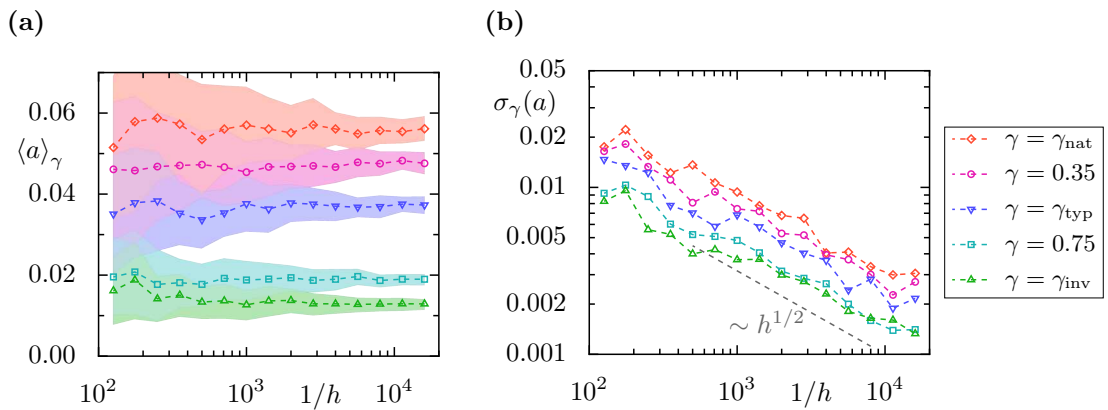 (a)
(b)
0.06
0.04
0.02
0.00
⟨a⟩γ
10² 10³ 1/h 10⁴
0.05
σγ(a)
0.02
0.01
0.005
0.002
0.001
∼ h^{1/2}
10² 10³ 1/h 10⁴
γ = γnat
γ = 0.35
γ = γtyp
γ = 0.75
γ = γinv